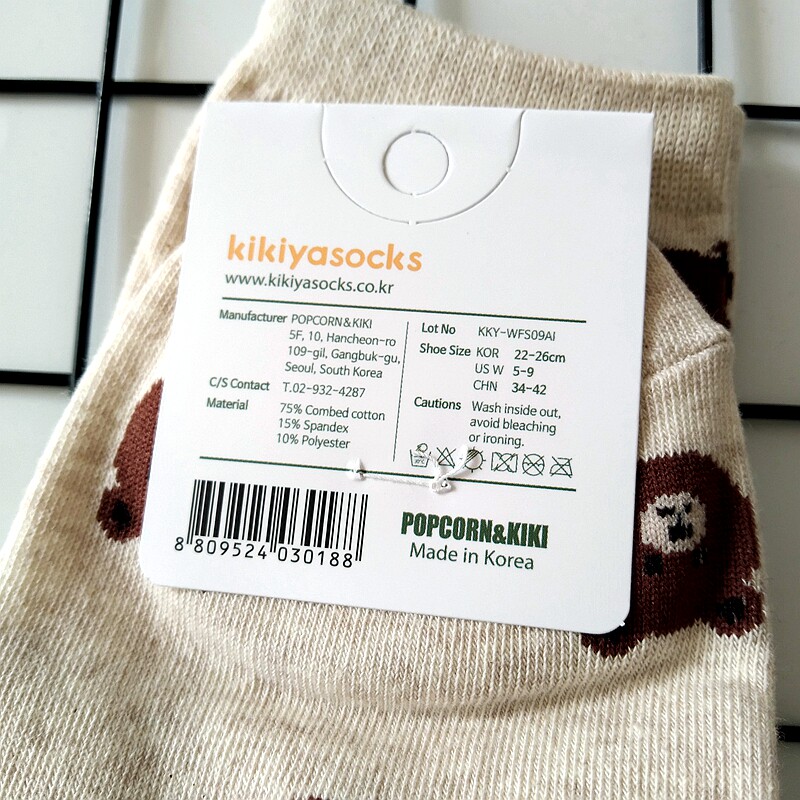 kikiyasocks
www.kikiyasocks.co.kr
Manufacturer POPCORN&KIKI
5F, 10, Hancheon-ro
109-gil, Gangbuk-gu,
Seoul, South Korea
C/S Contact T.02-932-4287
Material 75% Combed cotton
15% Spandex
10% Polyester
Lot No KKY-WFS09AI
Shoe Size KOR 22-26cm
US W 5-9
CHN 34-42
Cautions Wash inside out,
avoid bleaching
or ironing.
8 809524 030188
POPCORN&KIKI
Made in Korea